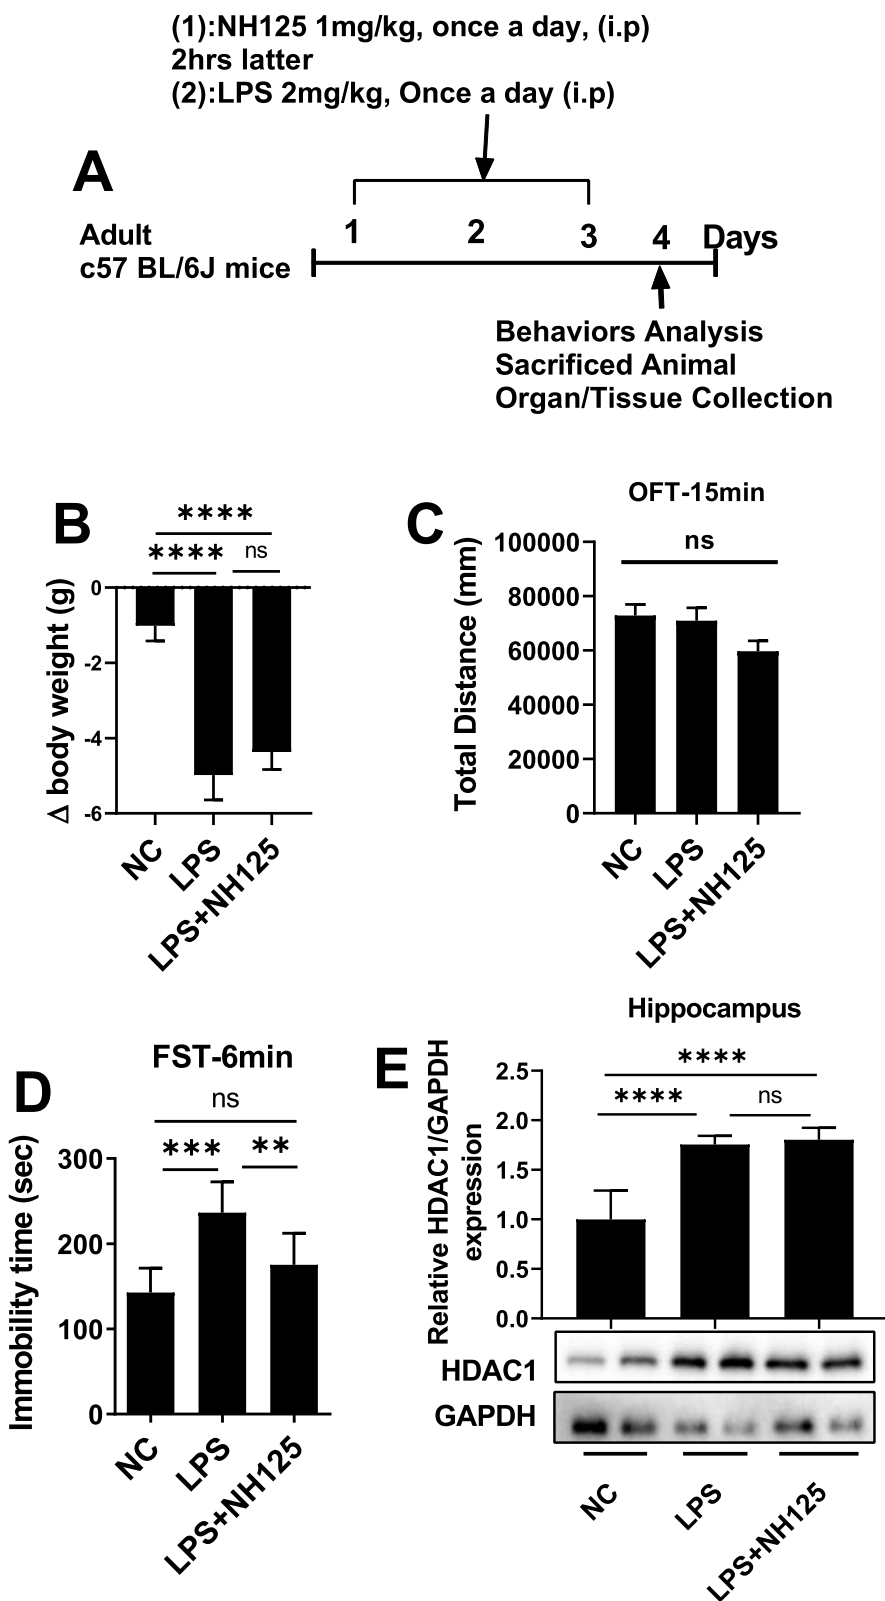 (1):NH125 1mg/kg, once a day, (i.p)
2hrs latter
(2):LPS 2mg/kg, Once a day (i.p)
A
Adult
c57 BL/6J mice
1 2 3 4 Days
Behaviors Analysis
Sacrificed Animal
Organ/Tissue Collection
B
****
**** ns
Δ body weight (g)
0
-2
-4
-6
NC
LPS
LPS+NH125
C
OFT-15min
ns
Total Distance (mm)
100000
80000
60000
40000
20000
0
NC
LPS
LPS+NH125
D
FST-6min
ns
*** **
Immobility time (sec)
300
200
100
0
NC
LPS
LPS+NH125
E
Hippocampus
****
**** ns
Relative HDAC1/GAPDH
expression
2.5
2.0
1.5
1.0
0.5
0.0
HDAC1
GAPDH
NC
LPS
LPS+NH125